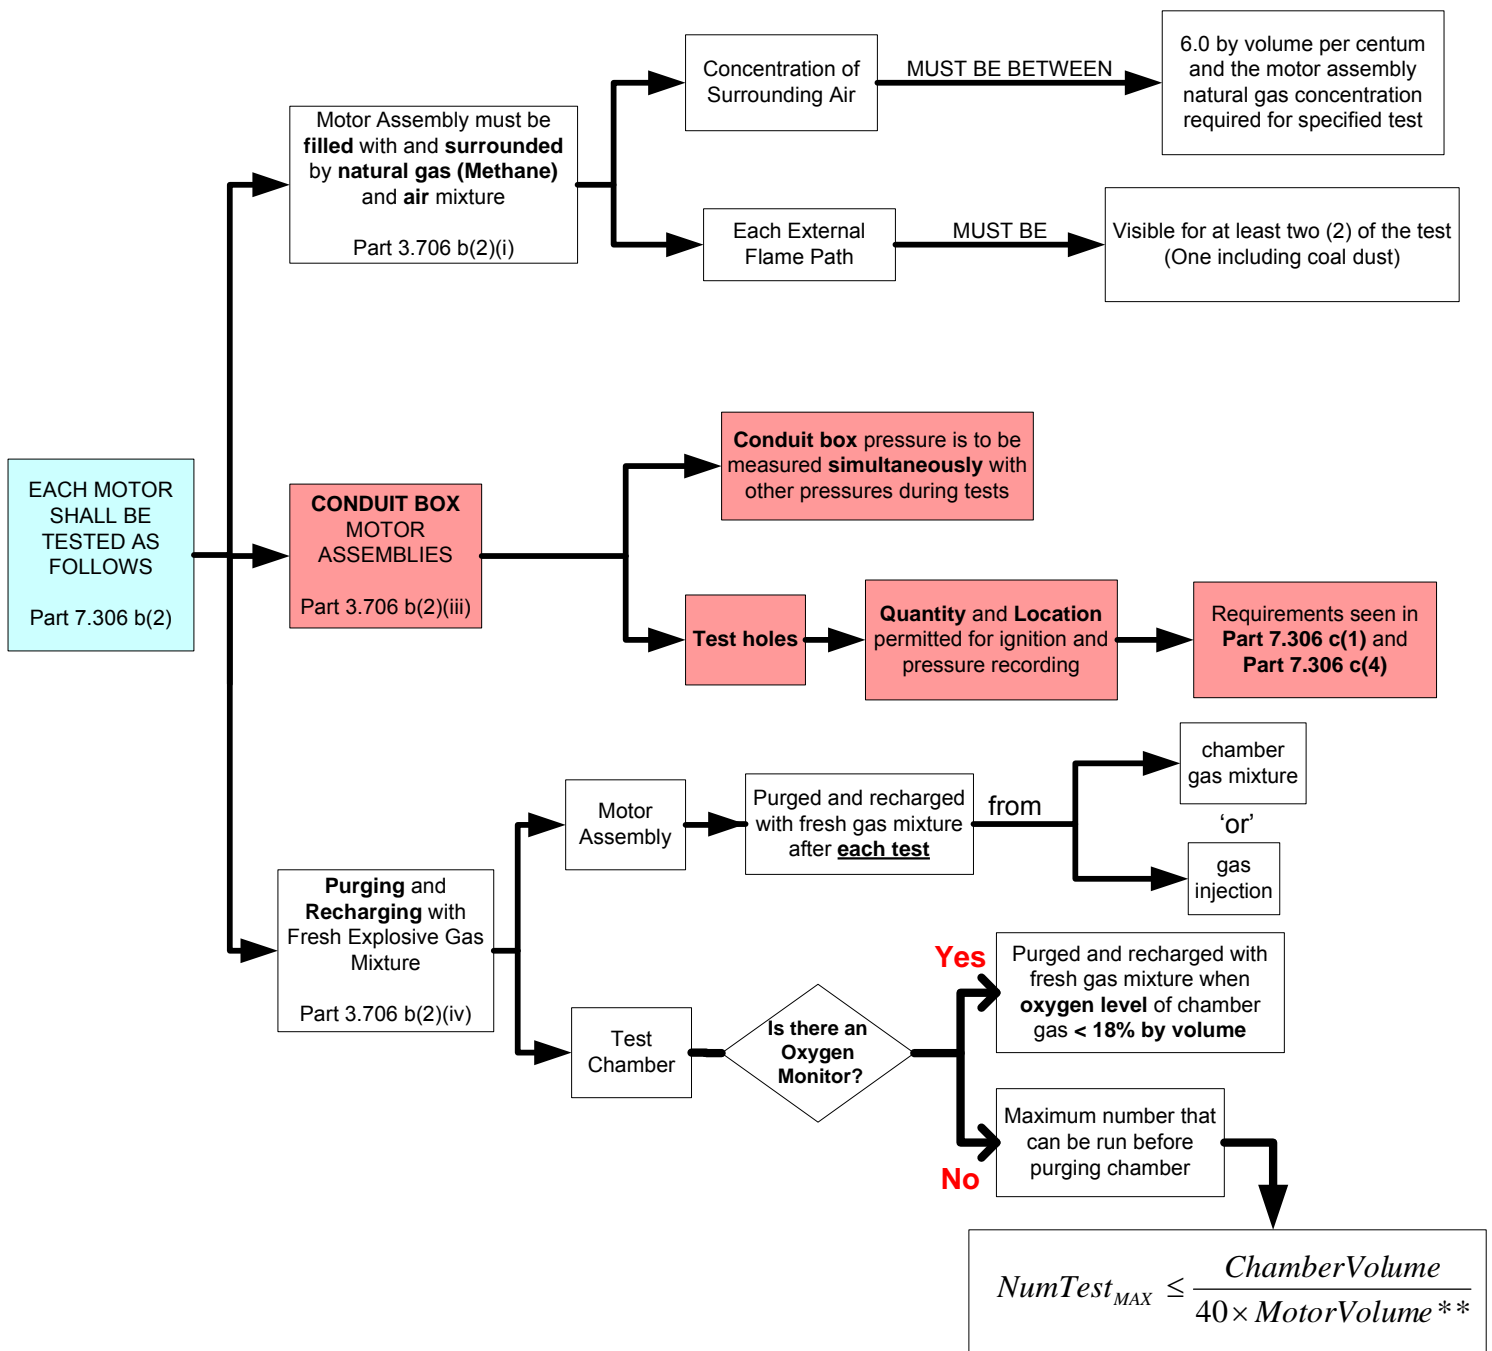 EACH MOTOR
SHALL BE
TESTED AS
FOLLOWS
Part 7.306 b(2)
Motor Assembly must be
filled with and surrounded
by natural gas (Methane)
and air mixture
Part 3.706 b(2)(i)
Concentration of
Surrounding Air
MUST BE BETWEEN
6.0 by volume per centum
and the motor assembly
natural gas concentration
required for specified test
Each External
Flame Path
MUST BE
Visible for at least two (2) of the test
(One including coal dust)
CONDUIT BOX
MOTOR
ASSEMBLIES
Part 3.706 b(2)(iii)
Conduit box pressure is to be
measured simultaneously with
other pressures during tests
Test holes
Quantity and Location
permitted for ignition and
pressure recording
Requirements seen in
Part 7.306 c(1) and
Part 7.306 c(4)
Purging and
Recharging with
Fresh Explosive Gas
Mixture
Part 3.706 b(2)(iv)
Motor
Assembly
Purged and recharged
with fresh gas mixture
after each test
from
chamber
gas mixture
‘or’
gas
injection
Test
Chamber
Is there an
Oxygen
Monitor?
Yes
Purged and recharged with
fresh gas mixture when
oxygen level of chamber
gas < 18% by volume
No
Maximum number that
can be run before
purging chamber
NumTest_MAX ≤ ChamberVolume / 40 × MotorVolume**